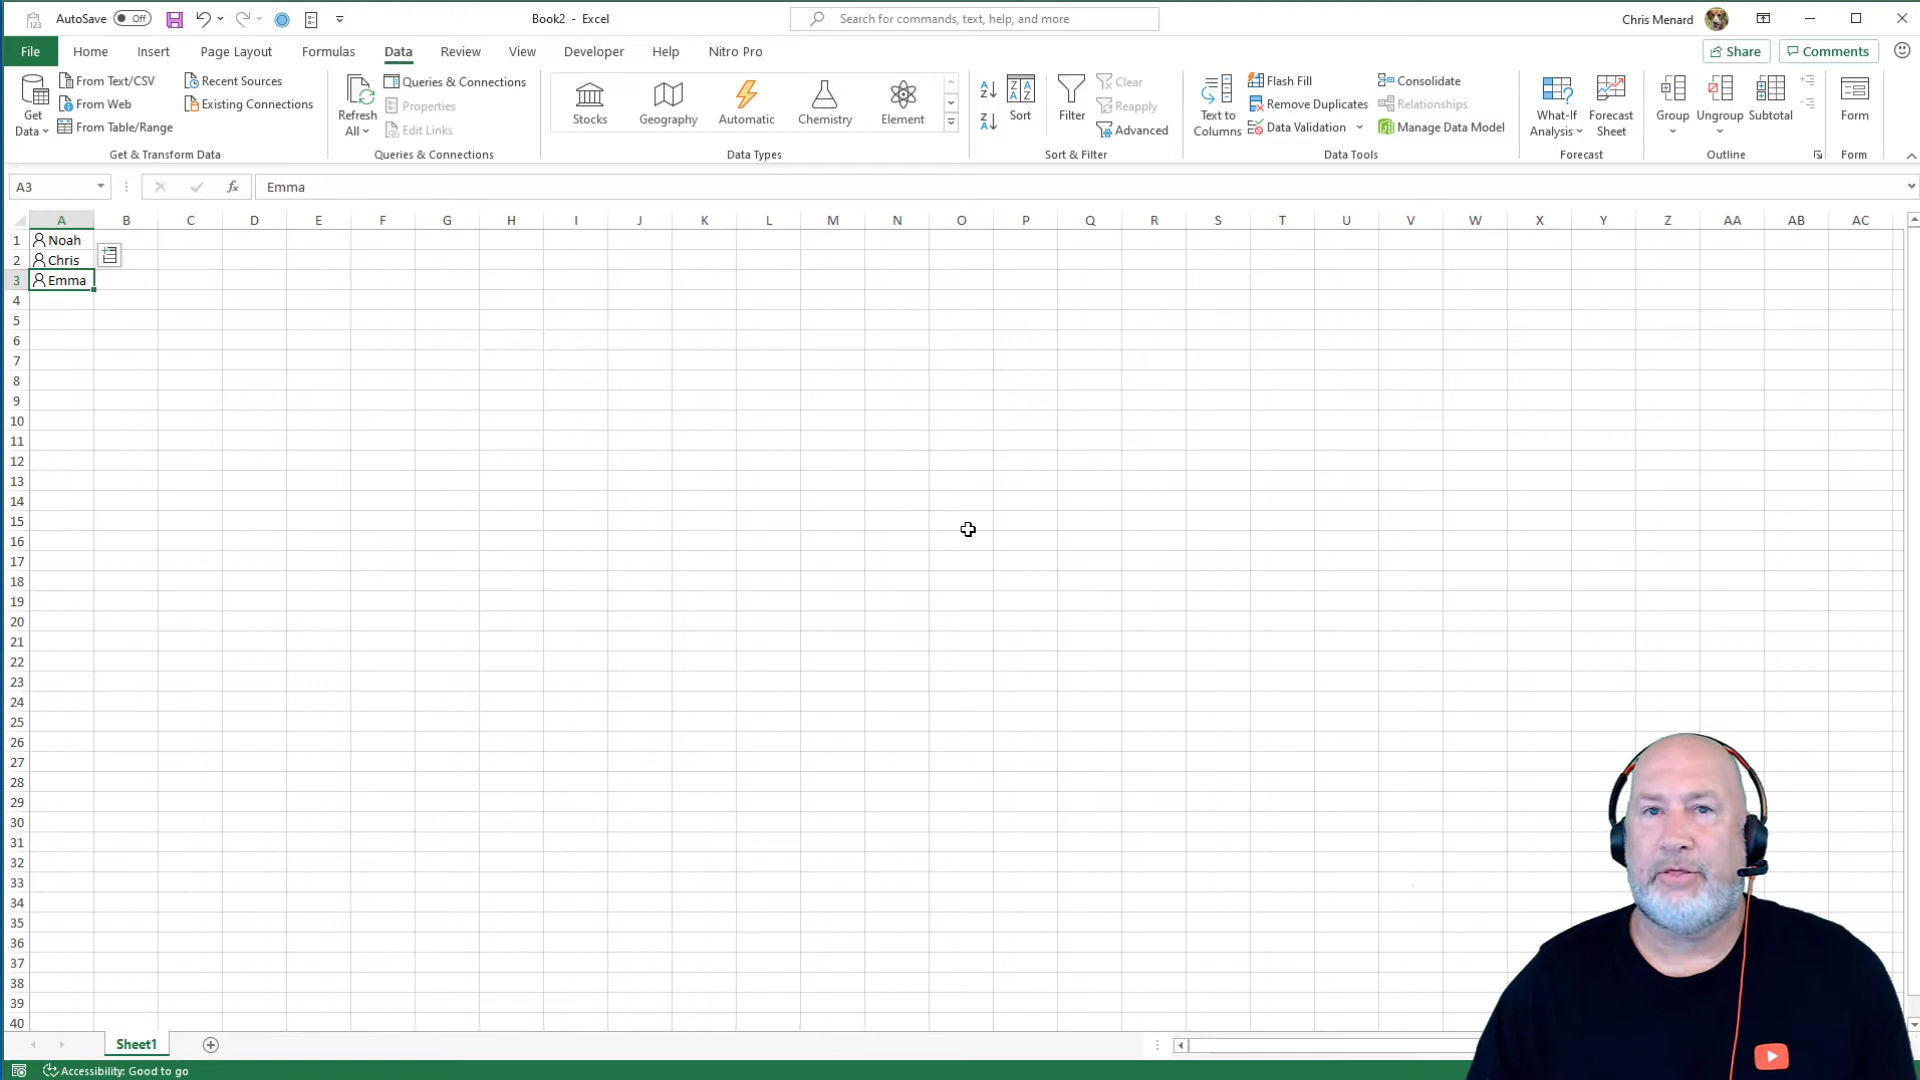 AutoSave Off Book2 - Excel Search for commands, text, help, and more Chris Menard
File Home Insert Page Layout Formulas Data Review View Developer Help Nitro Pro Share Comments
Get Data
From Text/CSV
From Web
From Table/Range
Recent Sources
Existing Connections
Get & Transform Data
Refresh All
Queries & Connections
Properties
Edit Links
Queries & Connections
Stocks Geography Automatic Chemistry Element
Data Types
Sort
Filter
Clear
Reapply
Advanced
Sort & Filter
Text to Columns
Flash Fill
Remove Duplicates
Data Validation
Consolidate
Relationships
Manage Data Model
Data Tools
What-If Analysis
Forecast Sheet
Forecast
Group Ungroup Subtotal
Outline
Form
Form
A3 fx Emma
A B C D E F G H I J K L M N O P Q R S T U V W X Y Z AA AB AC
1 Noah
2 Chris
3 Emma
4
5
6
7
8
9
10
11
12
13
14
15
16
17
18
19
20
21
22
23
24
25
26
27
28
29
30
31
32
33
34
35
36
37
38
39
40
Sheet1
Accessibility: Good to go